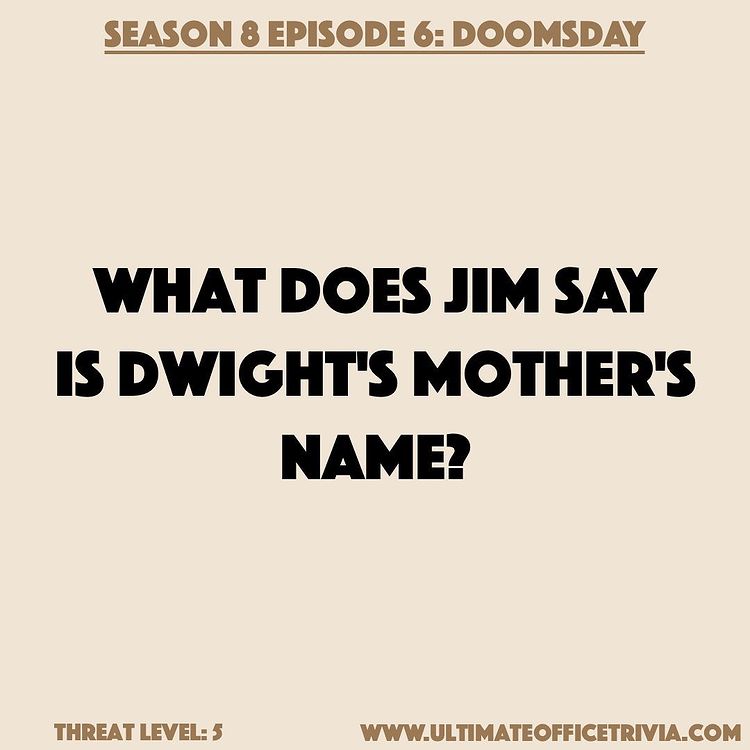 SEASON 8 EPISODE 6: DOOMSDAY
WHAT DOES JIM SAY
IS DWIGHT'S MOTHER'S
NAME?
THREAT LEVEL: 5
WWW.ULTIMATEOFFICETRIVIA.COM